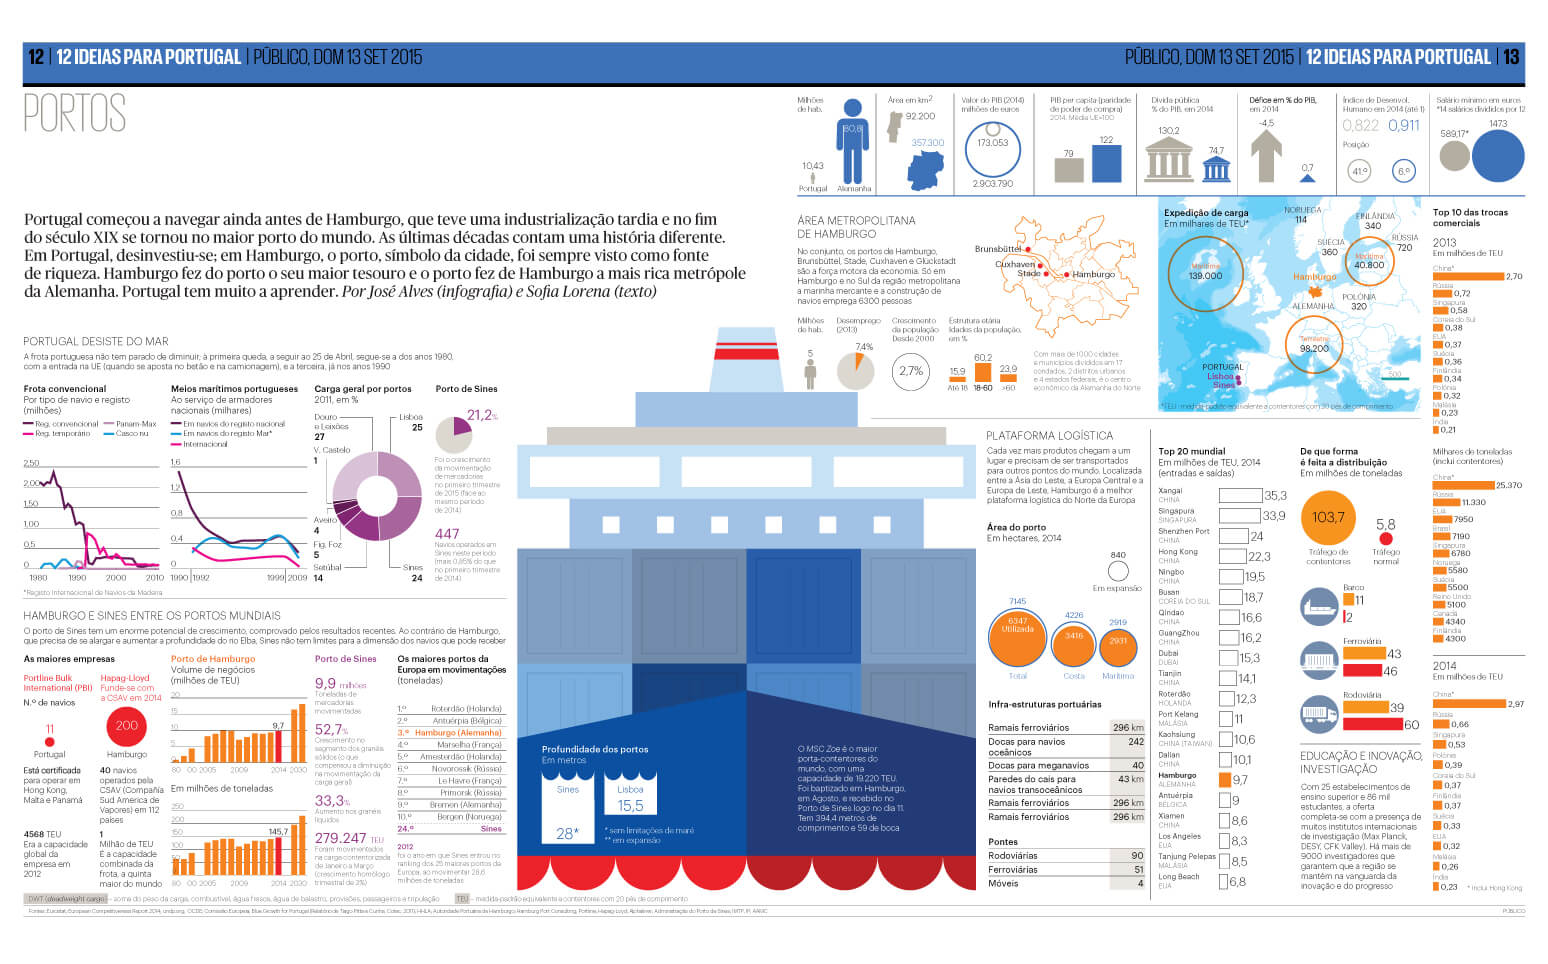 12 | 12 IDEIAS PARA PORTUGAL | PÚBLICO, DOM 13 SET 2015
PÚBLICO, DOM 13 SET 2015 | 12 IDEIAS PARA PORTUGAL | 13
PORTOS
Portugal começou a navegar ainda antes de Hamburgo, que teve uma industrialização tardia e no fim
do século XIX se tornou no maior porto do mundo. As últimas décadas contam uma história diferente.
Em Portugal, desinvestiu-se; em Hamburgo, o porto, símbolo da cidade, foi sempre visto como fonte
de riqueza. Hamburgo fez do porto o seu maior tesouro e o porto fez de Hamburgo a mais rica metrópole
da Alemanha. Portugal tem muito a aprender. Por José Alves (infografia) e Sofia Lorena (texto)
Milhões
de hab.
10,43
Portugal
80,8
Alemanha
Área em km2
92.200
357.300
Valor do PIB (2014)
milhões de euros
173.053
2.903.790
PIB per capita (paridade
de poder de compra)
2014. Média UE=100
79
122
Dívida pública
% do PIB, em 2014
130,2
74,7
Défice em % do PIB,
em 2014
-4,5
0,7
Índice de Desenvol.
Humano em 2014 (até 1)
0,822 0,911
Posição
41.º
6.º
Salário mínimo em euros
*14 salários divididos por 12
589,17*
1473
PORTUGAL DESISTE DO MAR
A frota portuguesa não tem parado de diminuir; à primeira queda, a seguir ao 25 de Abril, segue-se a dos anos 1980,
com a entrada na UE (quando se aposta no betão e na camionagem), e a terceira, já nos anos 1990
Frota convencional
Por tipo de navio e registo
(milhões)
Reg. convencional
Panam-Max
Reg. temporário
Casco nu
2,50
2,00
1,50
1,00
0,5
0
1980
1990
2000
2010
Meios marítimos portugueses
Ao serviço de armadores
nacionais (milhares)
Em navios do registo nacional
Em navios do registo Mar*
Internacional
1,6
1,2
0,8
0,4
0
1990
1992
1999
2009
*Registo Internacional de Navios da Madeira
Carga geral por portos
2011, em %
Douro
e Leixões
27
Lisboa
25
V. Castelo
1
Aveiro
4
Fig. Foz
5
Setúbal
14
Sines
24
Porto de Sines
21,2%
Foi o crescimento
da movimentação
de mercadorias
no primeiro trimestre
de 2015 (face ao
mesmo período
de 2014)
447
Navios operados em
Sines neste período
(mais 0,85% do que
no primeiro trimestre
de 2014)
HAMBURGO E SINES ENTRE OS PORTOS MUNDIAIS
O porto de Sines tem um enorme potencial de crescimento, comprovado pelos resultados recentes. Ao contrário de Hamburgo,
que precisa de se alargar e aumentar a profundidade do rio Elba, Sines não tem limites para a dimensão dos navios que pode receber
As maiores empresas
Portline Bulk
International (PBI)
Hapag-Lloyd
Funde-se com
a CSAV em 2014
N.º de navios
11
Portugal
200
Hamburgo
Está certificada
para operar em
Hong Kong,
Malta e Panamá
40 navios
operados pela
CSAV (Compañia
Sud America de
Vapores) em 112
países
4568 TEU
Era a capacidade
global da
empresa em
2012
1
Milhão de TEU
É a capacidade
combinada da
frota, a quinta
maior do mundo
Porto de Hamburgo
Volume de negócios
(milhões de TEU)
20
15
10
5
9,7
80 00 2005 2009 2014 2030
Em milhões de toneladas
250
200
150
100
50
145,7
80 00 2005 2009 2014 2030
Porto de Sines
9,9 milhões
Toneladas de
mercadorias
movimentadas
52,7%
Crescimento no
segmento dos granéis
sólidos (o que
compensou a diminuição
na movimentação da
carga geral)
33,3%
Aumento nos granéis
líquidos
279.247 TEU
Foram movimentados
na carga contentorizada
de Janeiro a Março
(crescimento homólogo
trimestral de 3%)
Os maiores portos da
Europa em movimentações
(toneladas)
1.º Roterdão (Holanda)
2.º Antuérpia (Bélgica)
3.º Hamburgo (Alemanha)
4.º Marselha (França)
5.º Amesterdão (Holanda)
6.º Novorossik (Rússia)
7.º Le Havre (França)
8.º Primorsk (Rússia)
9.º Bremen (Alemanha)
10.º Bergen (Noruega)
24.º Sines
2012
foi o ano em que Sines entrou no
ranking dos 25 maiores portos da
Europa, ao movimentar 28,6
milhões de toneladas
Profundidade dos portos
Em metros
Sines
28*
Lisboa
15,5
* sem limitações de maré
** em expansão
O MSC Zoe é o maior
porta-contentores do
mundo, com uma
capacidade de 19.220 TEU.
Foi baptizado em Hamburgo,
em Agosto, e recebido no
Porto de Sines logo no dia 11.
Tem 394,4 metros de
comprimento e 59 de boca
ÁREA METROPOLITANA
DE HAMBURGO
No conjunto, os portos de Hamburgo,
Brunsbüttel, Stade, Cuxhaven e Glückstadt
são a força motora da economia. Só em
Hamburgo e no Sul da região metropolitana
a marinha mercante e a construção de
navios emprega 6300 pessoas
Brunsbüttel
Cuxhaven
Stade
Hamburgo
Milhões
de hab.
5
Desemprego
(2013)
7,4%
Crescimento
da população
Desde 2000
2,7%
Estrutura etária
Idades da população,
em %
15,9
60,2
23,9
Até 18
18-60
>60
Com mais de 1000 cidades
e municípios divididos em 17
condados, 2 distritos urbanos
e 4 estados federais, é o centro
económico da Alemanha do Norte
Expedição de carga
Em milhares de TEU*
NORUEGA
114
FINLÂNDIA
340
SUÉCIA
360
RÚSSIA
720
Marítima
139.000
Marítima
40.800
Hamburgo
ALEMANHA
POLÓNIA
320
Terrestre
98.200
PORTUGAL
Lisboa
Sines
500
*TEU - medida-padrão equivalente a contentores com 20 pés de comprimento
Top 10 das trocas
comerciais
2013
Em milhões de TEU
China*
2,70
Rússia
0,72
Singapura
0,58
Coreia do Sul
0,38
EUA
0,37
Suécia
0,36
Finlândia
0,34
Polónia
0,32
Malásia
0,23
Índia
0,21
Milhares de toneladas
(inclui contentores)
China*
25.370
Rússia
11.330
EUA
7950
Brasil
7190
Singapura
6780
Noruega
5580
Suécia
5500
Reino Unido
5100
Canadá
4340
Finlândia
4300
2014
Em milhões de TEU
China*
2,97
Rússia
0,66
Singapura
0,53
Polónia
0,39
Coreia do Sul
0,37
Finlândia
0,37
Suécia
0,33
EUA
0,32
Malásia
0,26
Índia
0,23
* inclui Hong Kong
PLATAFORMA LOGÍSTICA
Cada vez mais produtos chegam a um
lugar e precisam de ser transportados
para outros pontos do mundo. Localizada
entre a Ásia do Leste, a Europa Central e a
Europa de Leste, Hamburgo é a melhor
plataforma logística do Norte da Europa
Área do porto
Em hectares, 2014
840
Em expansão
7145
6347
Utilizada
Total
4226
3416
Costa
2919
2931
Marítimo
Infra-estruturas portuárias
Ramais ferroviários 296 km
Docas para navios
oceânicos 242
Docas para meganavios 40
Paredes do cais para
navios transoceânicos 43 km
Ramais ferroviários 296 km
Ramais ferroviários 296 km
Pontes
Rodoviárias 90
Ferroviárias 51
Móveis 4
Top 20 mundial
Em milhões de TEU, 2014
(entradas e saídas)
Xangai
CHINA
35,3
Singapura
SINGAPURA
33,9
Shenzhen Port
CHINA
24
Hong Kong
CHINA
22,3
Ningbo
CHINA
19,5
Busan
COREIA DO SUL
18,7
Qindao
CHINA
16,6
GuangZhou
CHINA
16,2
Dubai
DUBAI
15,3
Tianjin
CHINA
14,1
Roterdão
HOLANDA
12,3
Port Kelang
MALÁSIA
11
Kaohsiung
CHINA (TAIWAN)
10,6
Dalian
CHINA
10,1
Hamburgo
ALEMANHA
9,7
Antuérpia
BÉLGICA
9
Xiamen
CHINA
8,6
Los Angeles
EUA
8,3
Tanjung Pelepas
MALÁSIA
8,5
Long Beach
EUA
6,8
De que forma
é feita a distribuição
Em milhões de toneladas
103,7
Tráfego de
contentores
5,8
Tráfego
normal
Barco
11
2
Ferroviária
43
46
Rodoviária
39
60
EDUCAÇÃO E INOVAÇÃO,
INVESTIGAÇÃO
Com 25 estabelecimentos de
ensino superior e 86 mil
estudantes, a oferta
completa-se com a presença de
muitos institutos internacionais
de investigação (Max Planck,
DESY, CFK Valley). Há mais de
9000 investigadores que
garantem que a região se
mantém na vanguarda da
inovação e do progresso
DWT (deadweight cargo) – soma do peso da carga, combustível, água fresca, água de balastro, provisões, passageiros e tripulação
TEU – medida-padrão equivalente a contentores com 20 pés de comprimento
PÚBLICO